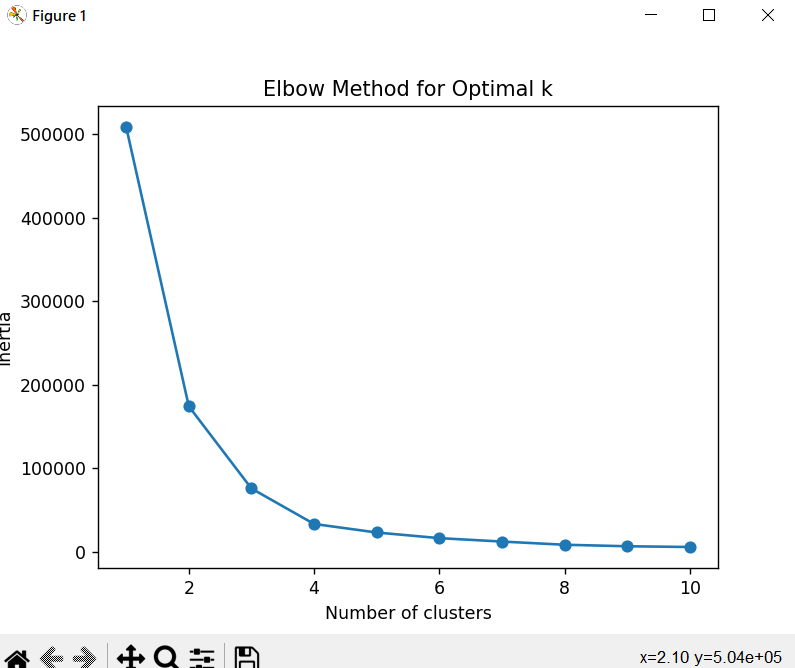 Figure 1
Elbow Method for Optimal k
500000
400000
300000
200000
100000
0
Inertia
2 4 6 8 10
Number of clusters
x=2.10 y=5.04e+05